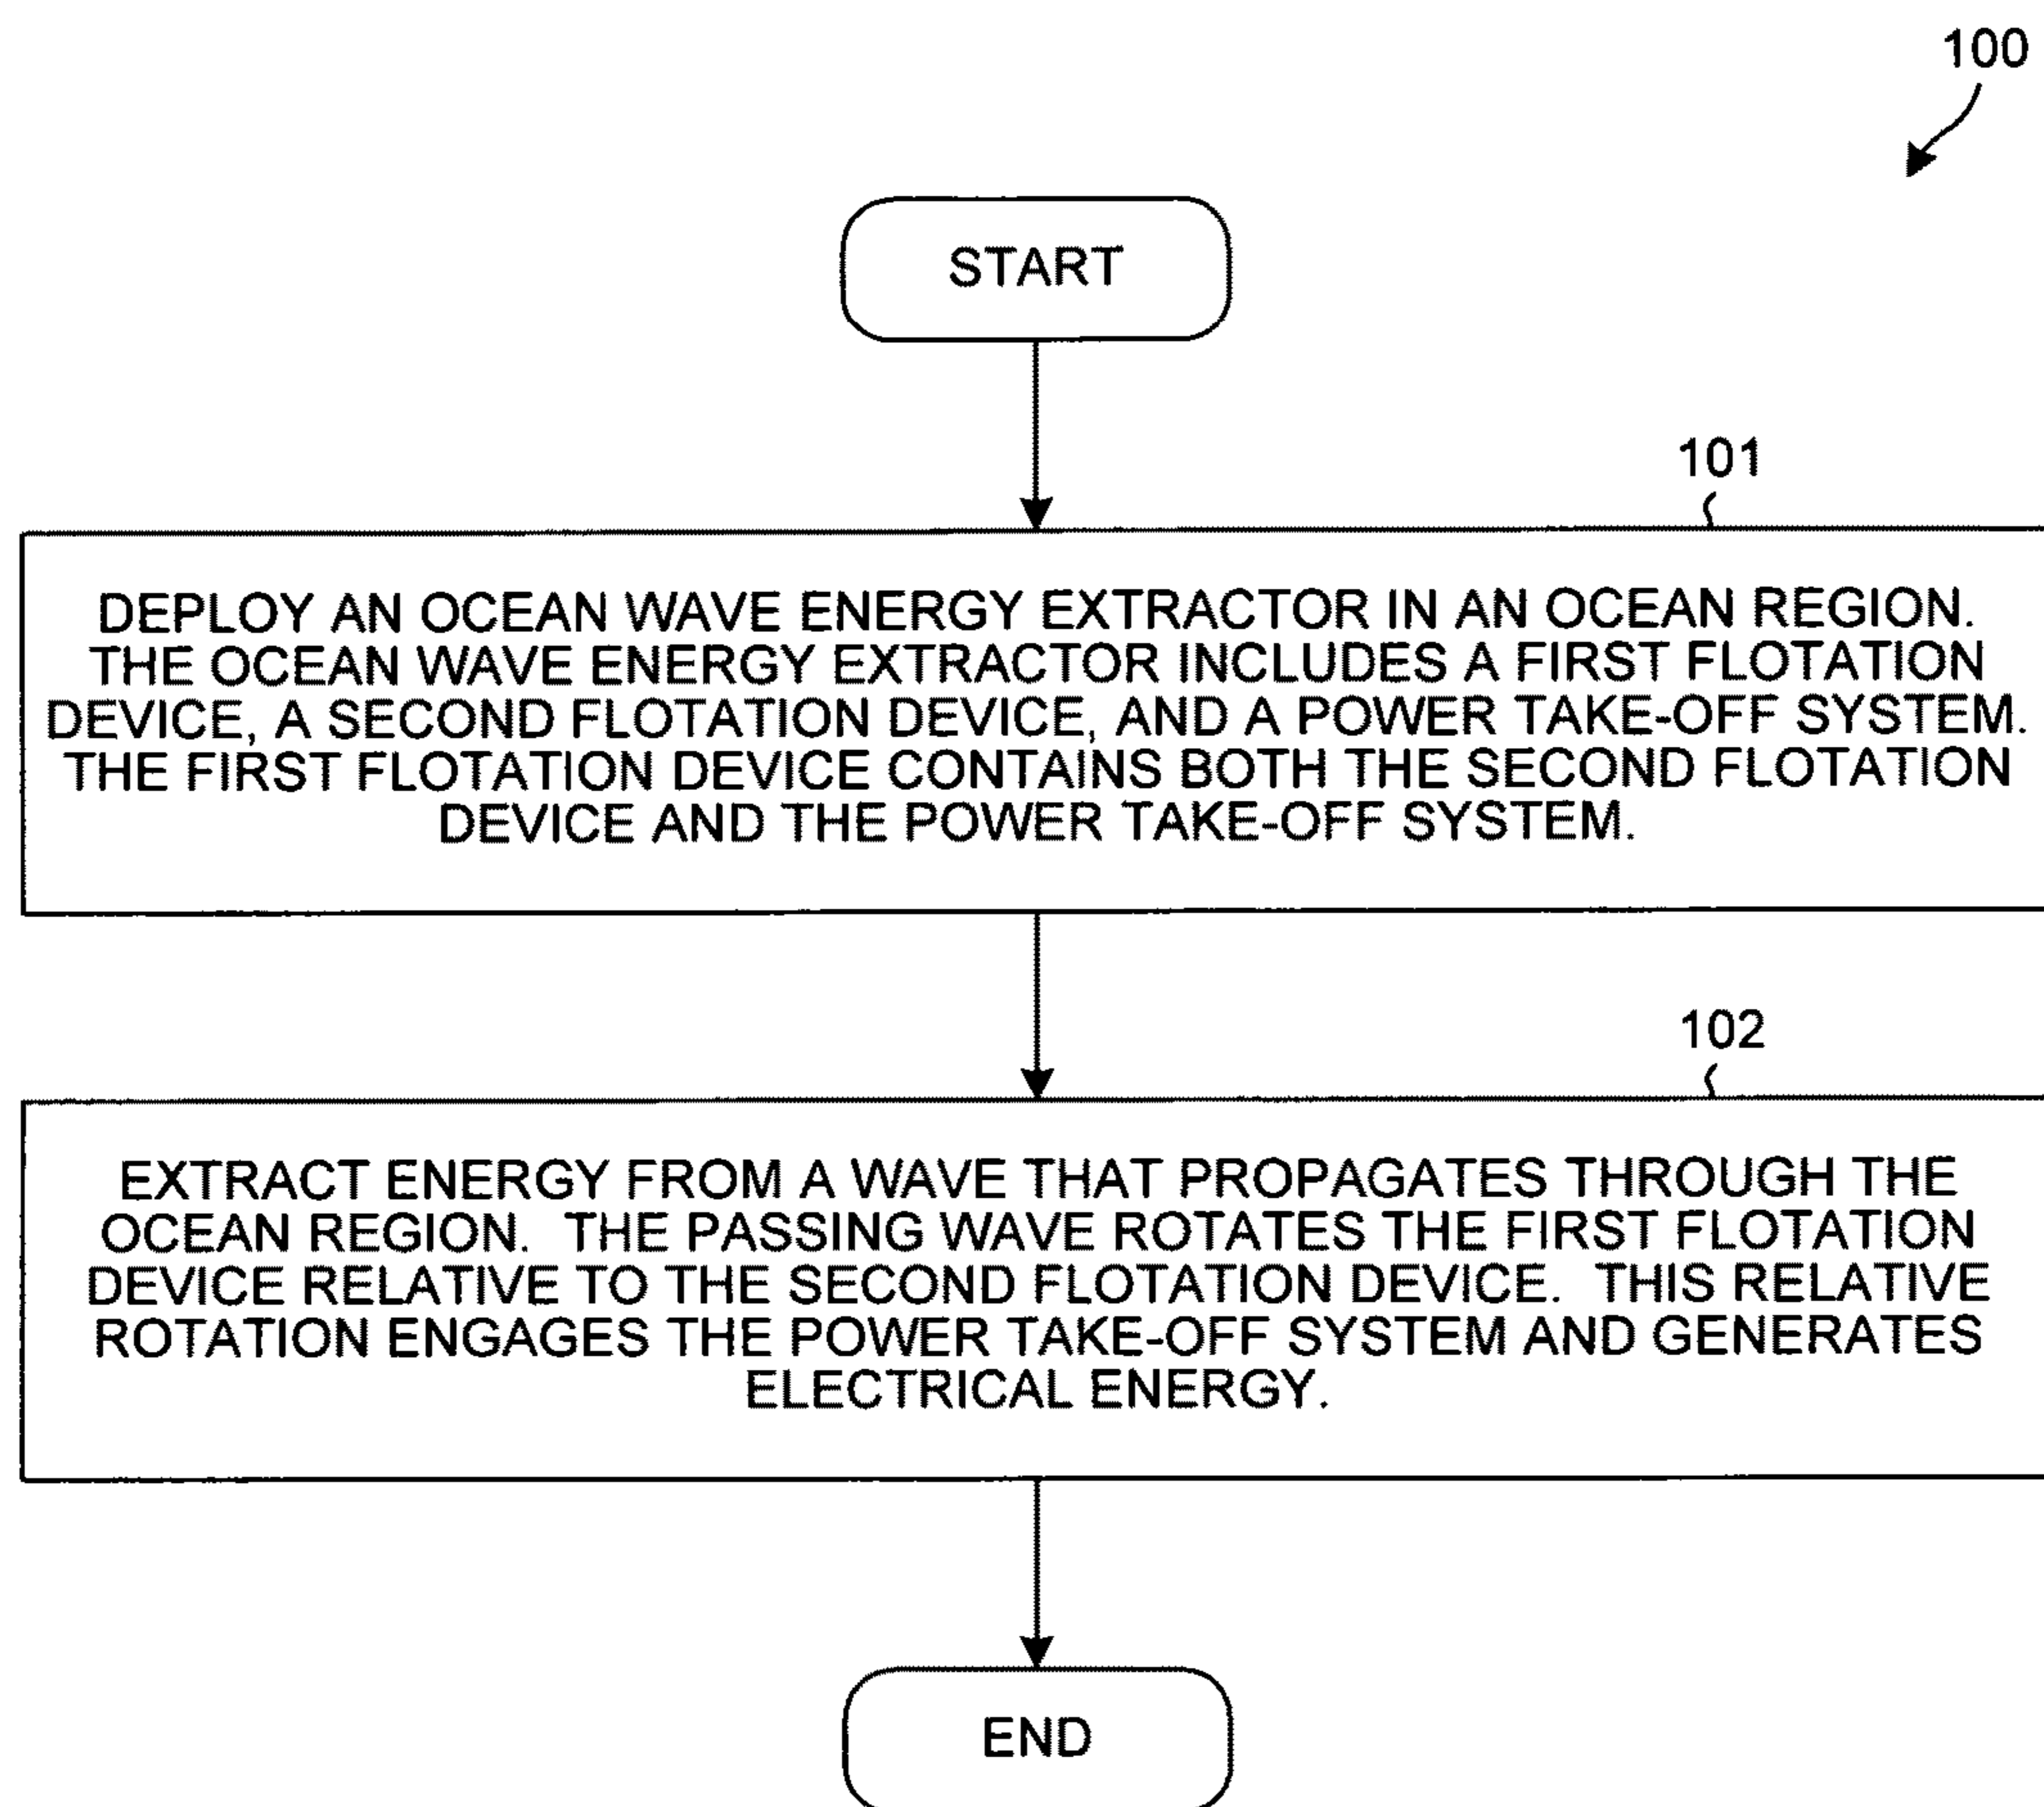 100
START
101
DEPLOY AN OCEAN WAVE ENERGY EXTRACTOR IN AN OCEAN REGION.
THE OCEAN WAVE ENERGY EXTRACTOR INCLUDES A FIRST FLOTATION
DEVICE, A SECOND FLOTATION DEVICE, AND A POWER TAKE-OFF SYSTEM.
THE FIRST FLOTATION DEVICE CONTAINS BOTH THE SECOND FLOTATION
DEVICE AND THE POWER TAKE-OFF SYSTEM.
102
EXTRACT ENERGY FROM A WAVE THAT PROPAGATES THROUGH THE
OCEAN REGION.  THE PASSING WAVE ROTATES THE FIRST FLOTATION
DEVICE RELATIVE TO THE SECOND FLOTATION DEVICE.  THIS RELATIVE
ROTATION ENGAGES THE POWER TAKE-OFF SYSTEM AND GENERATES
ELECTRICAL ENERGY.
END